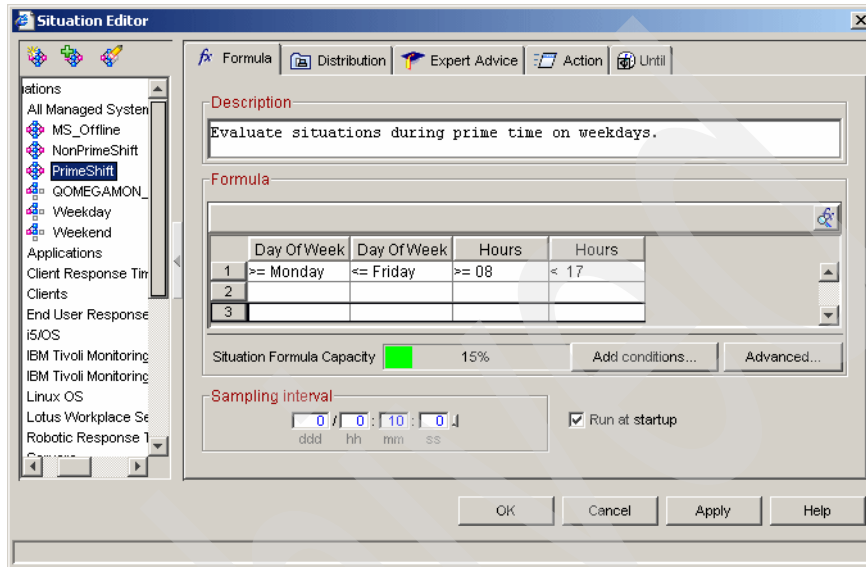 Situation Editor
Formula Distribution Expert Advice Action Until
ations
All Managed System
MS_Offline
NonPrimeShift
PrimeShift
QOMEGAMON_
Weekday
Weekend
Applications
Client Response Tim
Clients
End User Response
i5/OS
IBM Tivoli Monitoring
IBM Tivoli Monitoring
Linux OS
Lotus Workplace Se
Robotic Response T
Description
Evaluate situations during prime time on weekdays.
Formula
Day Of Week Day Of Week Hours Hours
1 >= Monday <= Friday >= 08 < 17
2
3
Situation Formula Capacity 15% Add conditions... Advanced...
Sampling interval
0 / 0 : 10 : 0
ddd hh mm ss
Run at startup
OK Cancel Apply Help